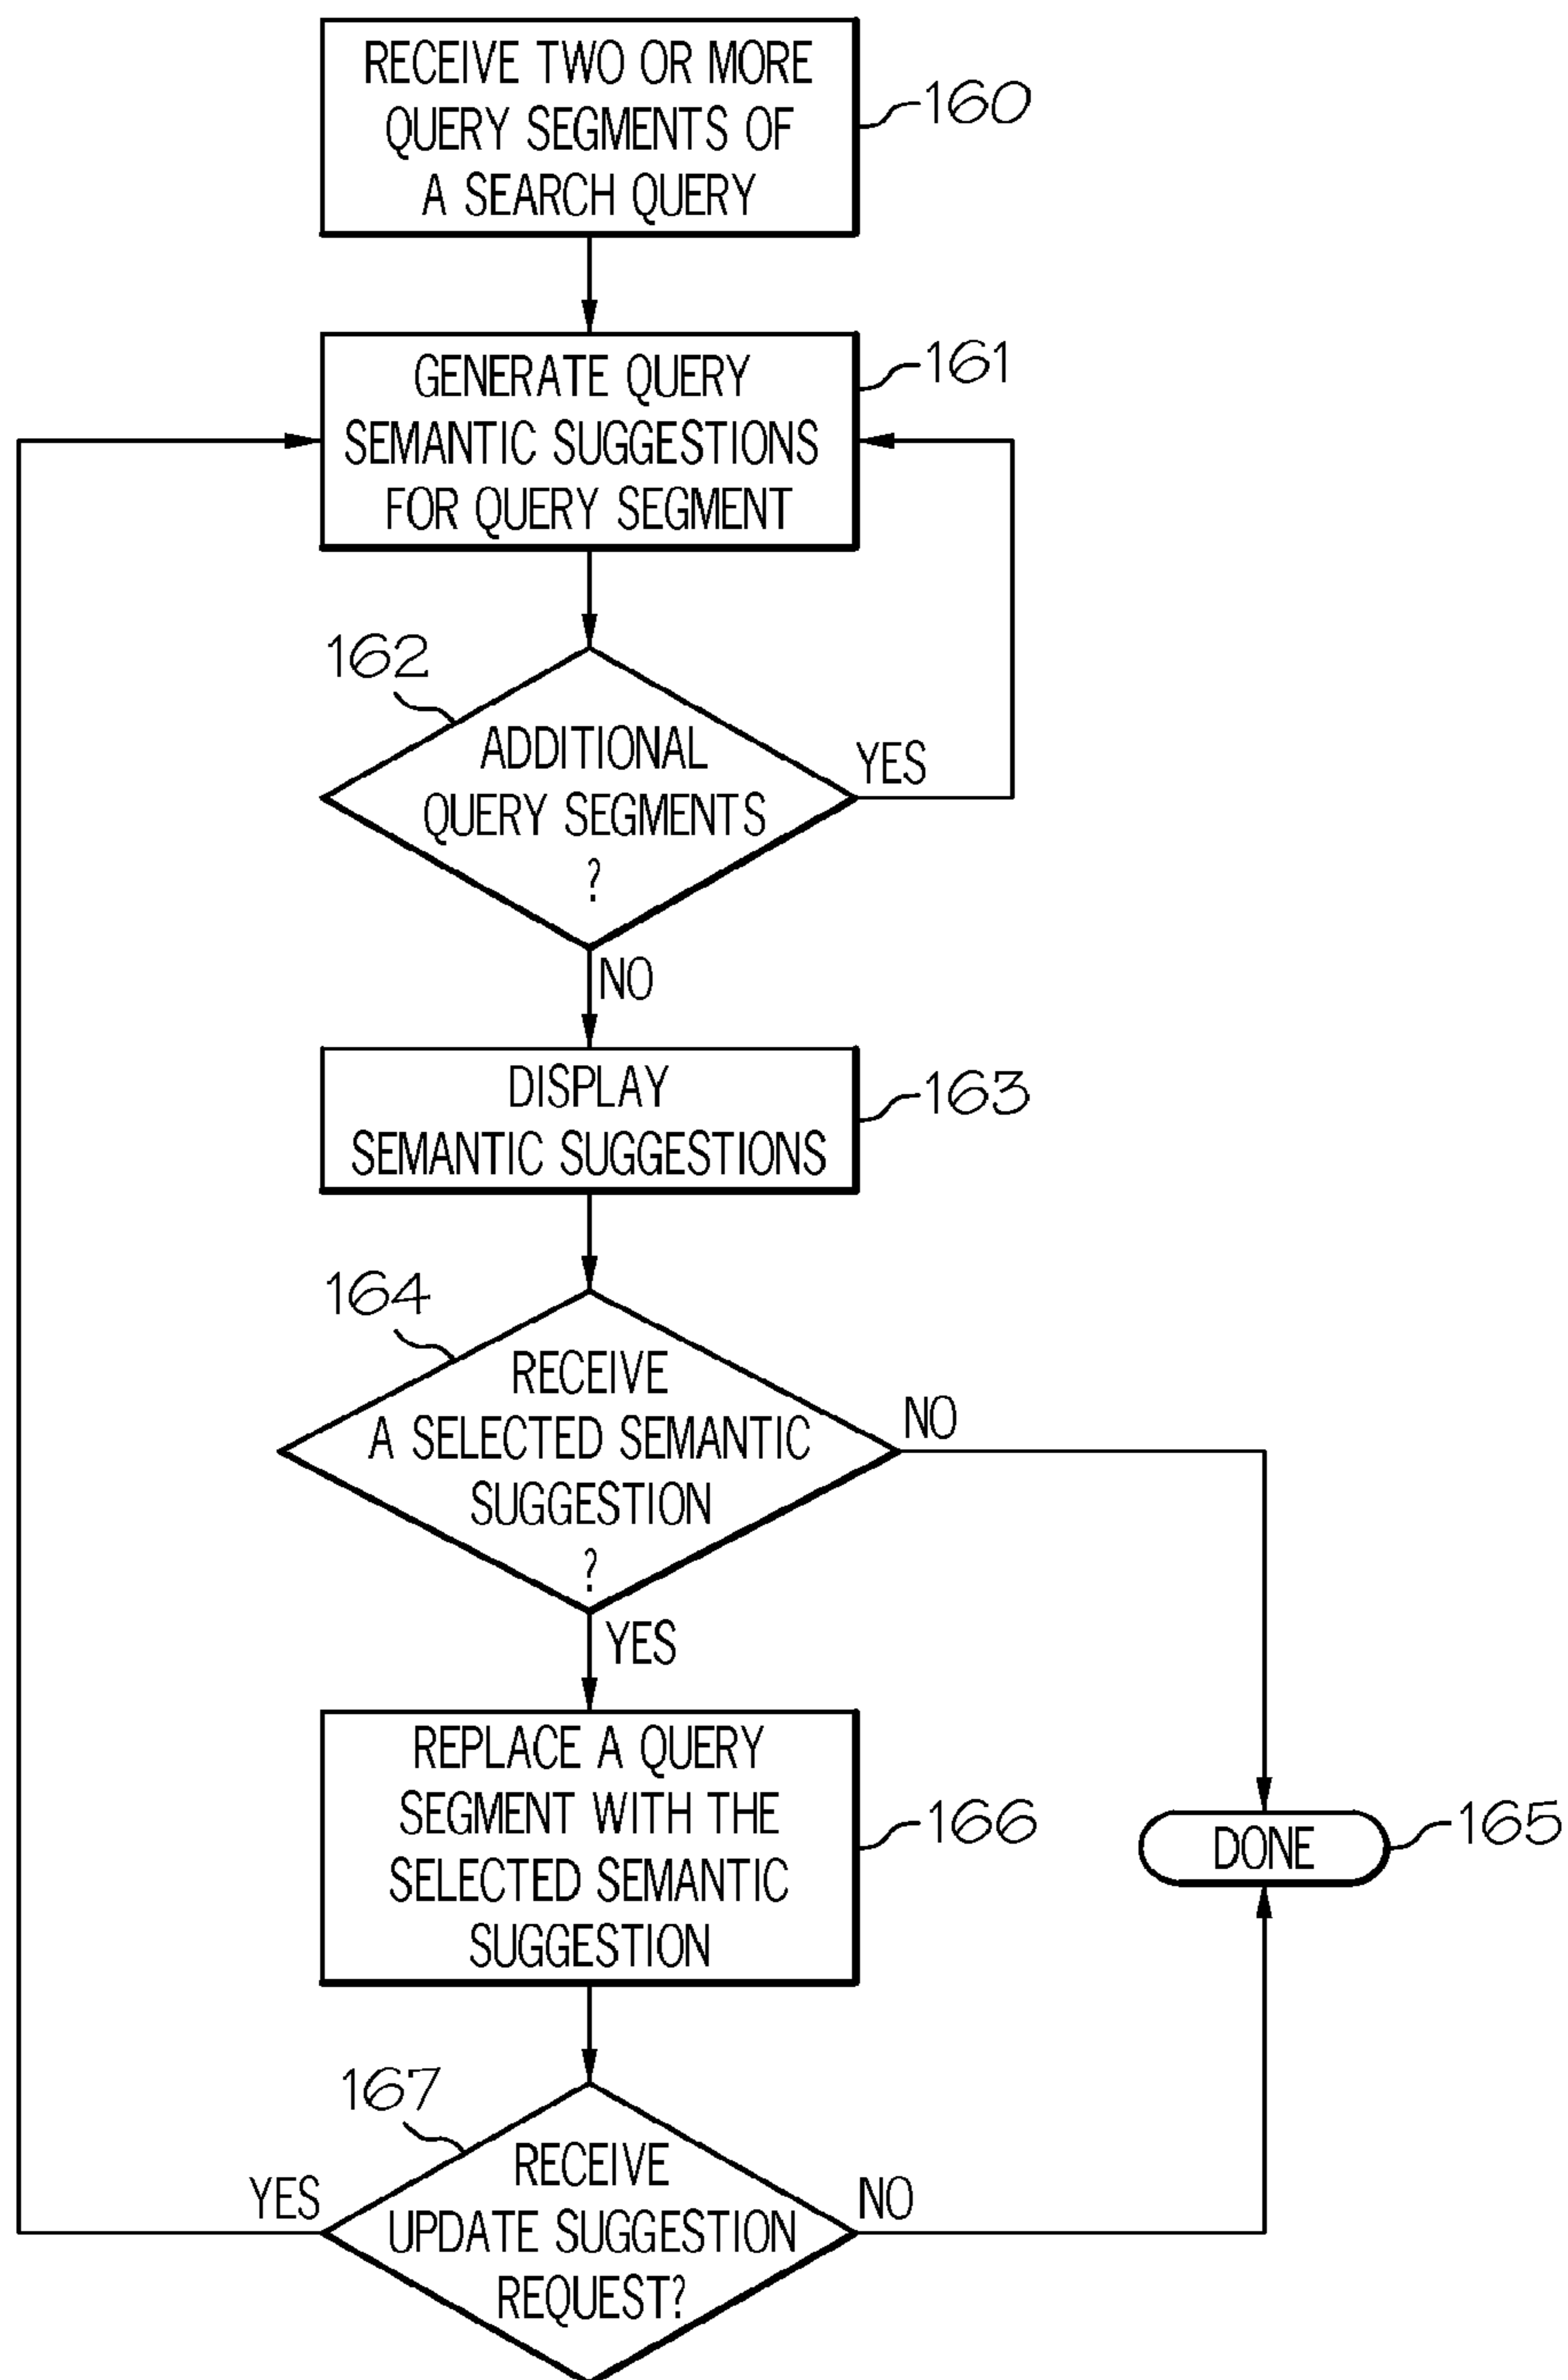 RECEIVE TWO OR MORE
QUERY SEGMENTS OF
A SEARCH QUERY
160
GENERATE QUERY
SEMANTIC SUGGESTIONS
FOR QUERY SEGMENT
161
162
ADDITIONAL
QUERY SEGMENTS
?
YES
NO
DISPLAY
SEMANTIC SUGGESTIONS
163
164
RECEIVE
A SELECTED SEMANTIC
SUGGESTION
?
NO
YES
REPLACE A QUERY
SEGMENT WITH THE
SELECTED SEMANTIC
SUGGESTION
166
DONE
165
167
RECEIVE
UPDATE SUGGESTION
REQUEST?
YES
NO